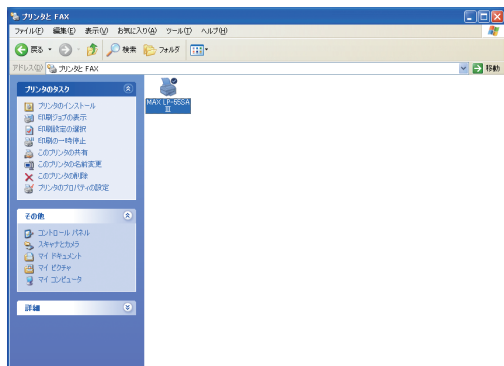 プリンタと FAX
ファイル(F) 編集(E) 表示(V) お気に入り(A) ツール(T) ヘルプ(H)
戻る 検索 フォルダ
アドレス(D) プリンタと FAX 移動
プリンタのタスク
プリンタのインストール
印刷ジョブの表示
印刷設定の選択
印刷の一時停止
このプリンタの共有
このプリンタの名前変更
このプリンタの削除
プリンタのプロパティの設定
MAX LP-55SA
III
その他
コントロール パネル
スキャナとカメラ
マイ ドキュメント
マイ ピクチャ
マイ コンピュータ
詳細